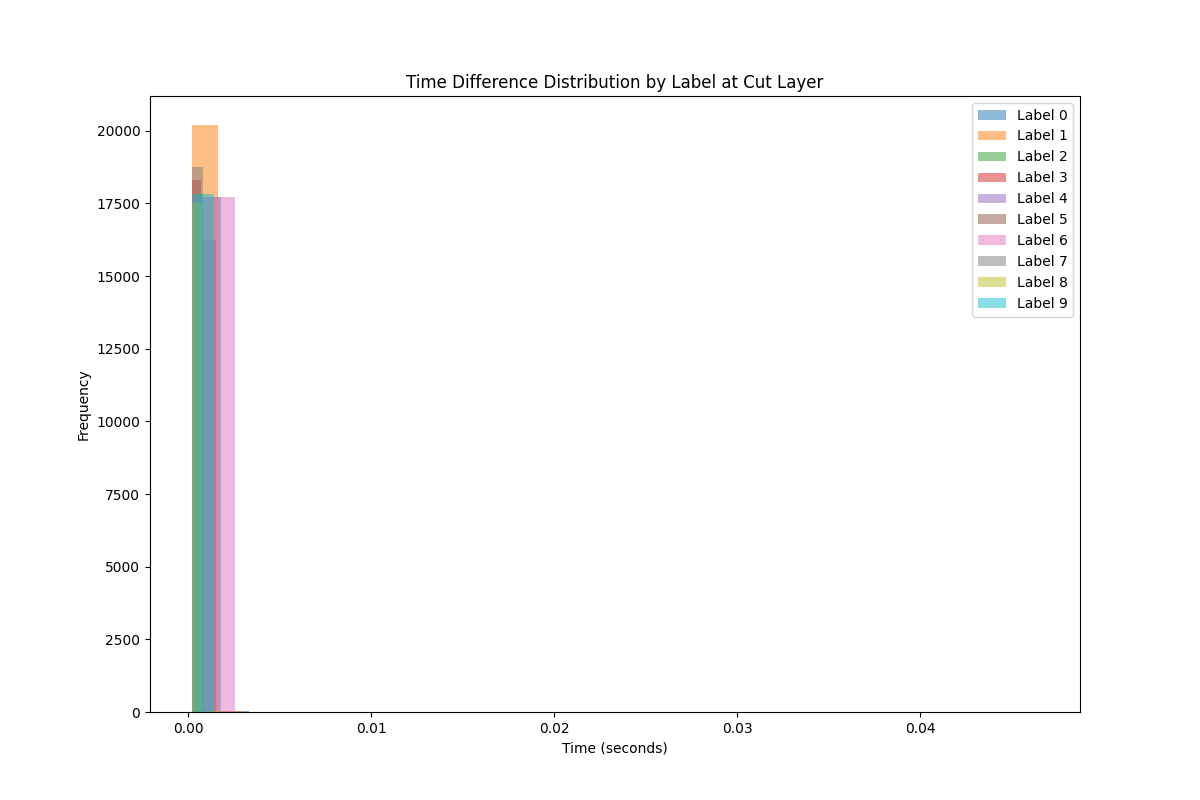 Time Difference Distribution by Label at Cut Layer
Label 0
Label 1
Label 2
Label 3
Label 4
Label 5
Label 6
Label 7
Label 8
Label 9
20000
17500
15000
12500
10000
7500
5000
2500
0
Frequency
0.00 0.01 0.02 0.03 0.04
Time (seconds)